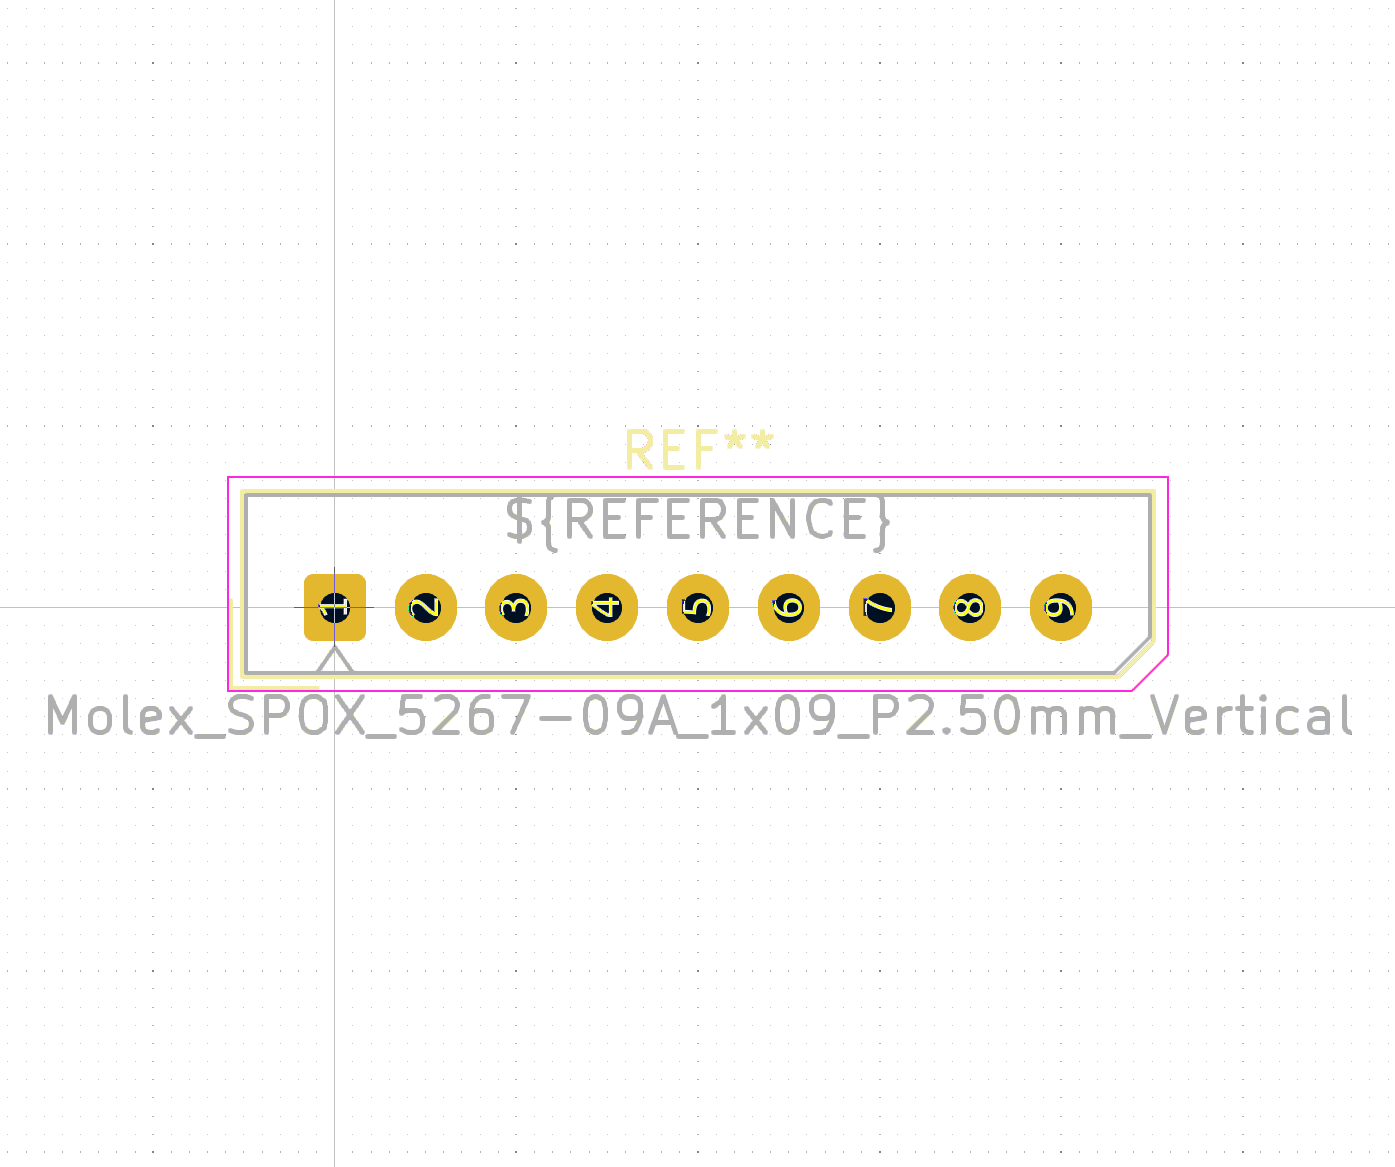 REF**
${REFERENCE}
1 2 3 4 5 6 7 8 9
Molex_SPOX_5267-09A_1x09_P2.50mm_Vertical